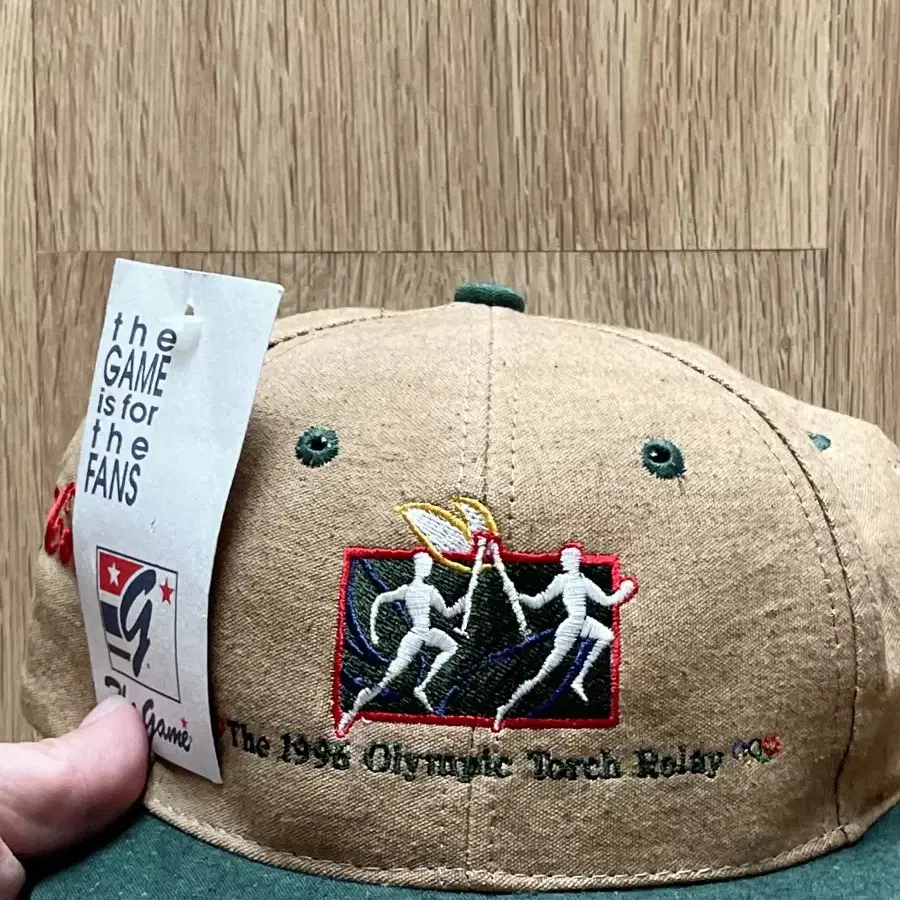 the
GAME
is for
the
FANS
G
The Game
The 1996 Olympic Torch Relay